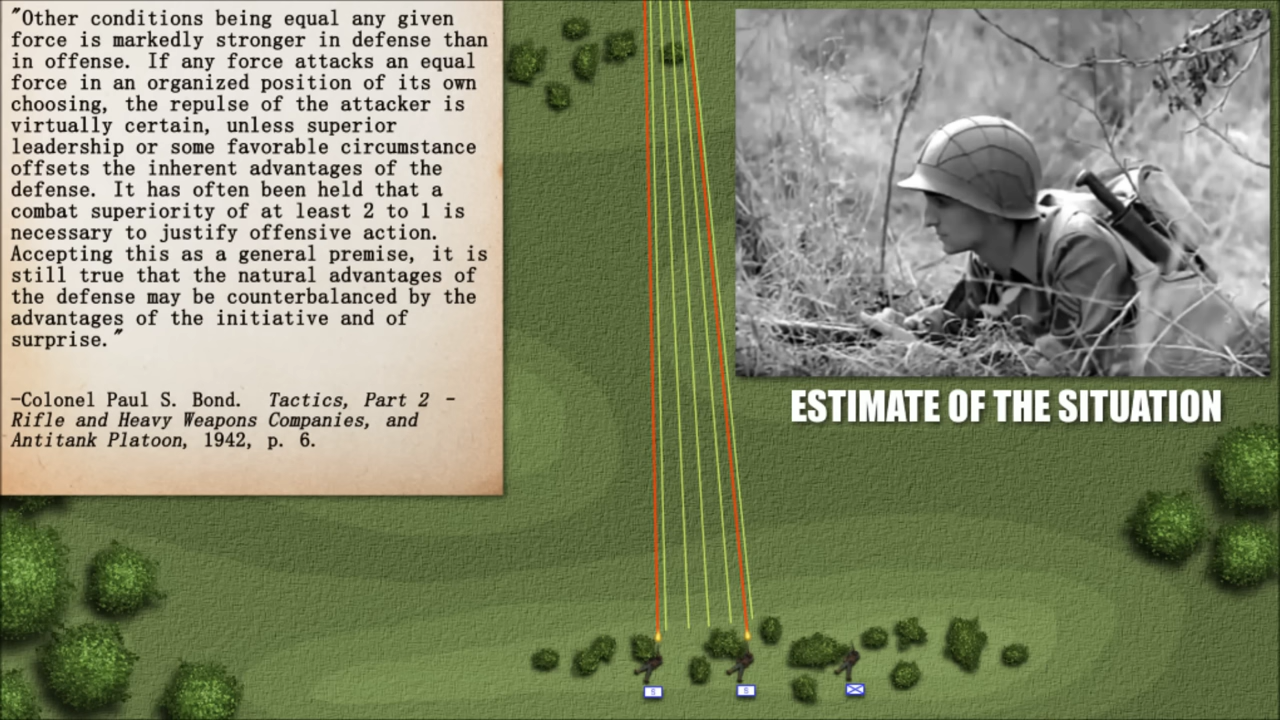 "Other conditions being equal any given
force is markedly stronger in defense than
in offense. If any force attacks an equal
force in an organized position of its own
choosing, the repulse of the attacker is
virtually certain, unless superior
leadership or some favorable circumstance
offsets the inherent advantages of the
defense. It has often been held that a
combat superiority of at least 2 to 1 is
necessary to justify offensive action.
Accepting this as a general premise, it is
still true that the natural advantages of
the defense may be counterbalanced by the
advantages of the initiative and of
surprise."
-Colonel Paul S. Bond. Tactics, Part 2 -
Rifle and Heavy Weapons Companies, and
Antitank Platoon, 1942, p. 6.
ESTIMATE OF THE SITUATION
S
S